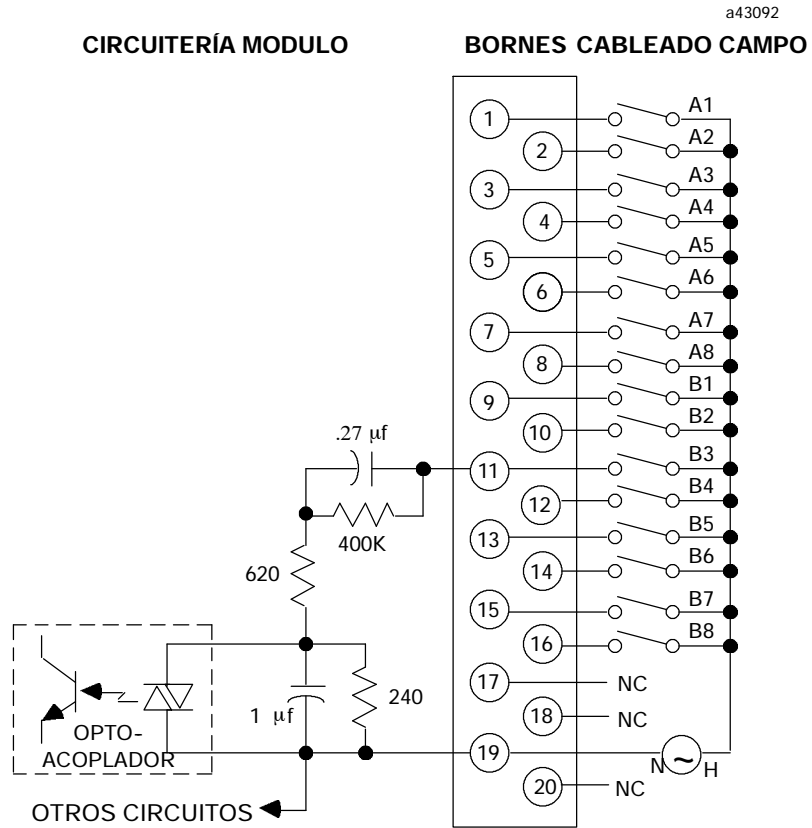 a43092
CIRCUITERÍA MODULO
BORNES CABLEADO CAMPO
1
A1
2
A2
3
A3
4
A4
5
A5
6
A6
7
A7
8
A8
9
B1
10
B2
.27 µf
11
B3
400K
12
B4
13
B5
620
14
B6
15
B7
16
B8
17
NC
240
1 µf
18
NC
OPTO-
ACOPLADOR
19
N ~ H
20
NC
OTROS CIRCUITOS